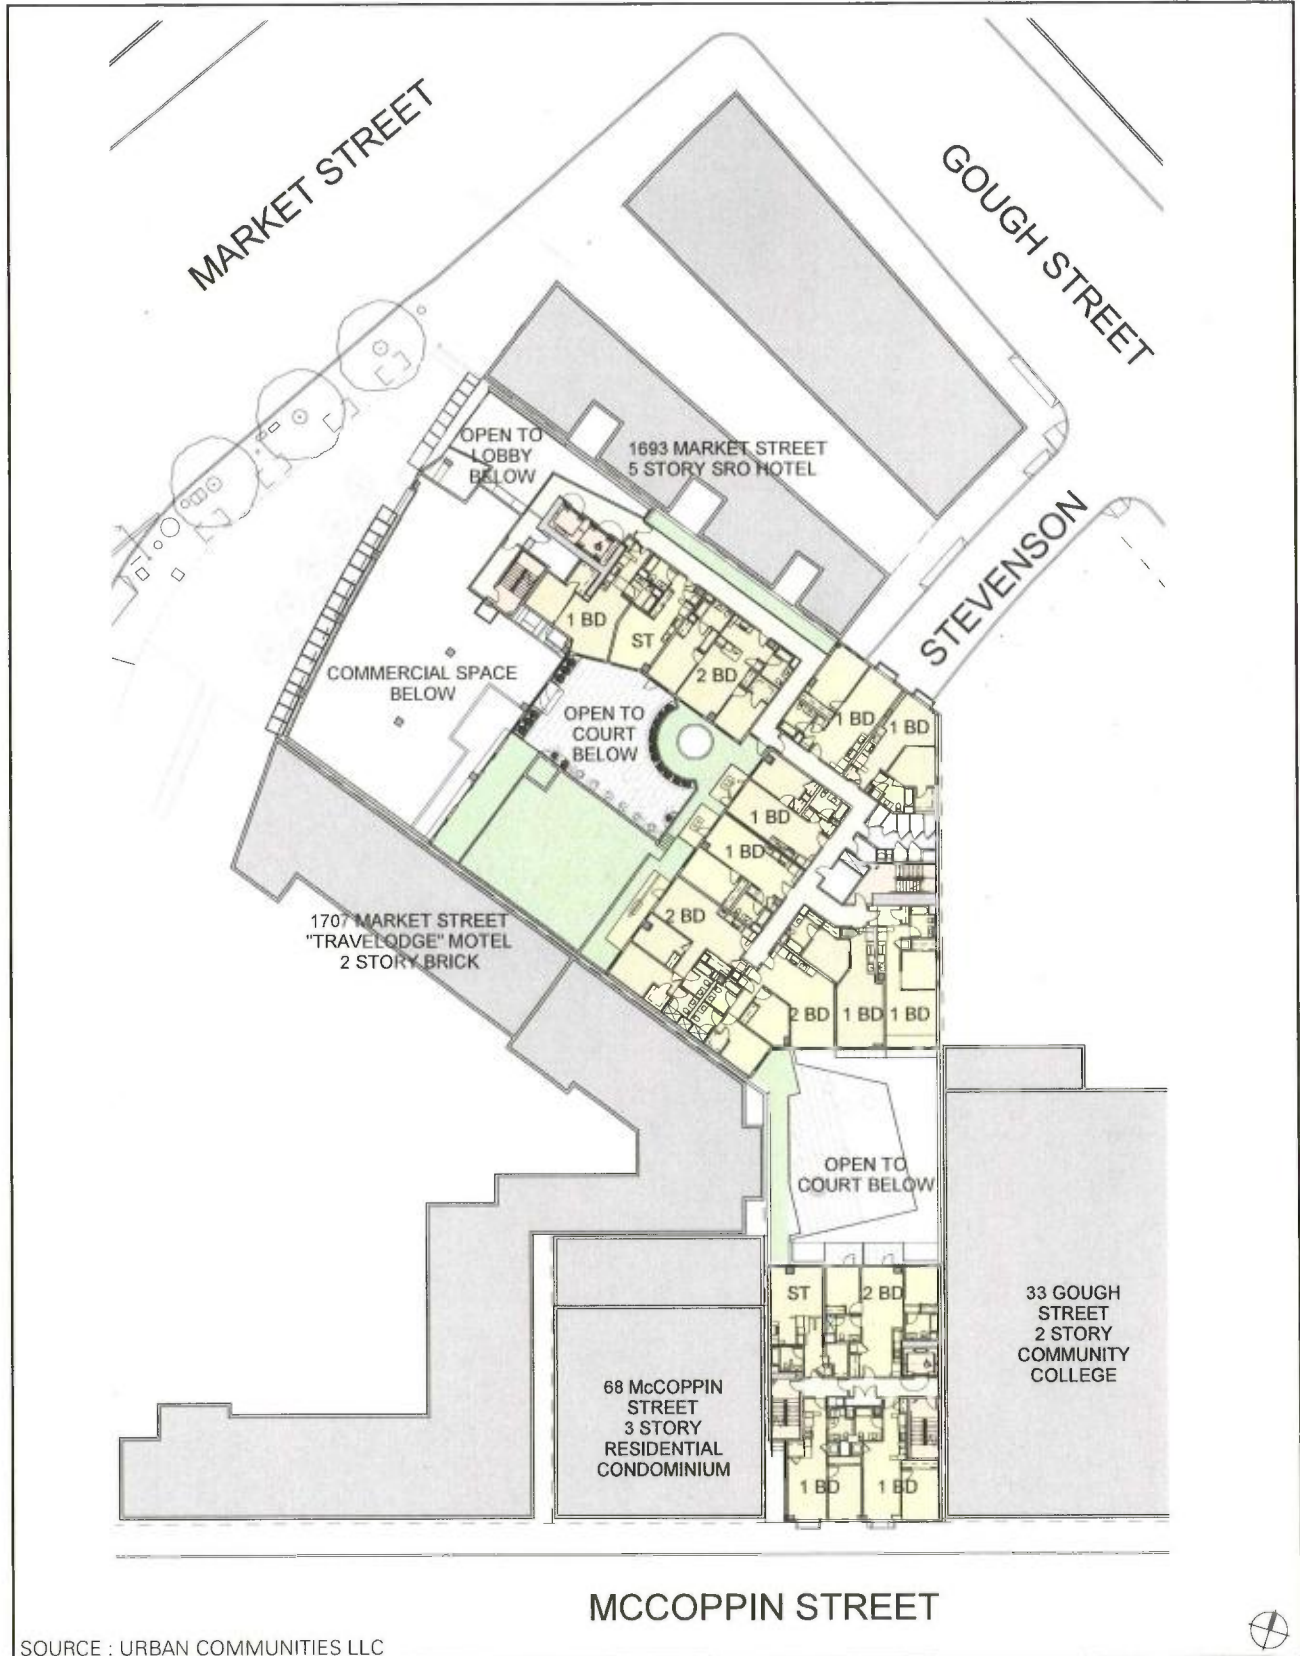 MARKET STREET
GOUGH STREET
OPEN TO
LOBBY
BELOW
1693 MARKET STREET
5 STORY SRO HOTEL
STEVENSON
1 BD
ST
2 BD
COMMERCIAL SPACE
BELOW
OPEN TO
COURT
BELOW
1 BD
1 BD
1 BD
1 BD
2 BD
1707 MARKET STREET
"TRAVELODGE" MOTEL
2 STORY BRICK
2 BD
1 BD
1 BD
OPEN TO
COURT BELOW
ST
2 BD
33 GOUGH
STREET
2 STORY
COMMUNITY
COLLEGE
68 McCOPPIN
STREET
3 STORY
RESIDENTIAL
CONDOMINIUM
1 BD
1 BD
MCCOPPIN STREET
SOURCE : URBAN COMMUNITIES LLC